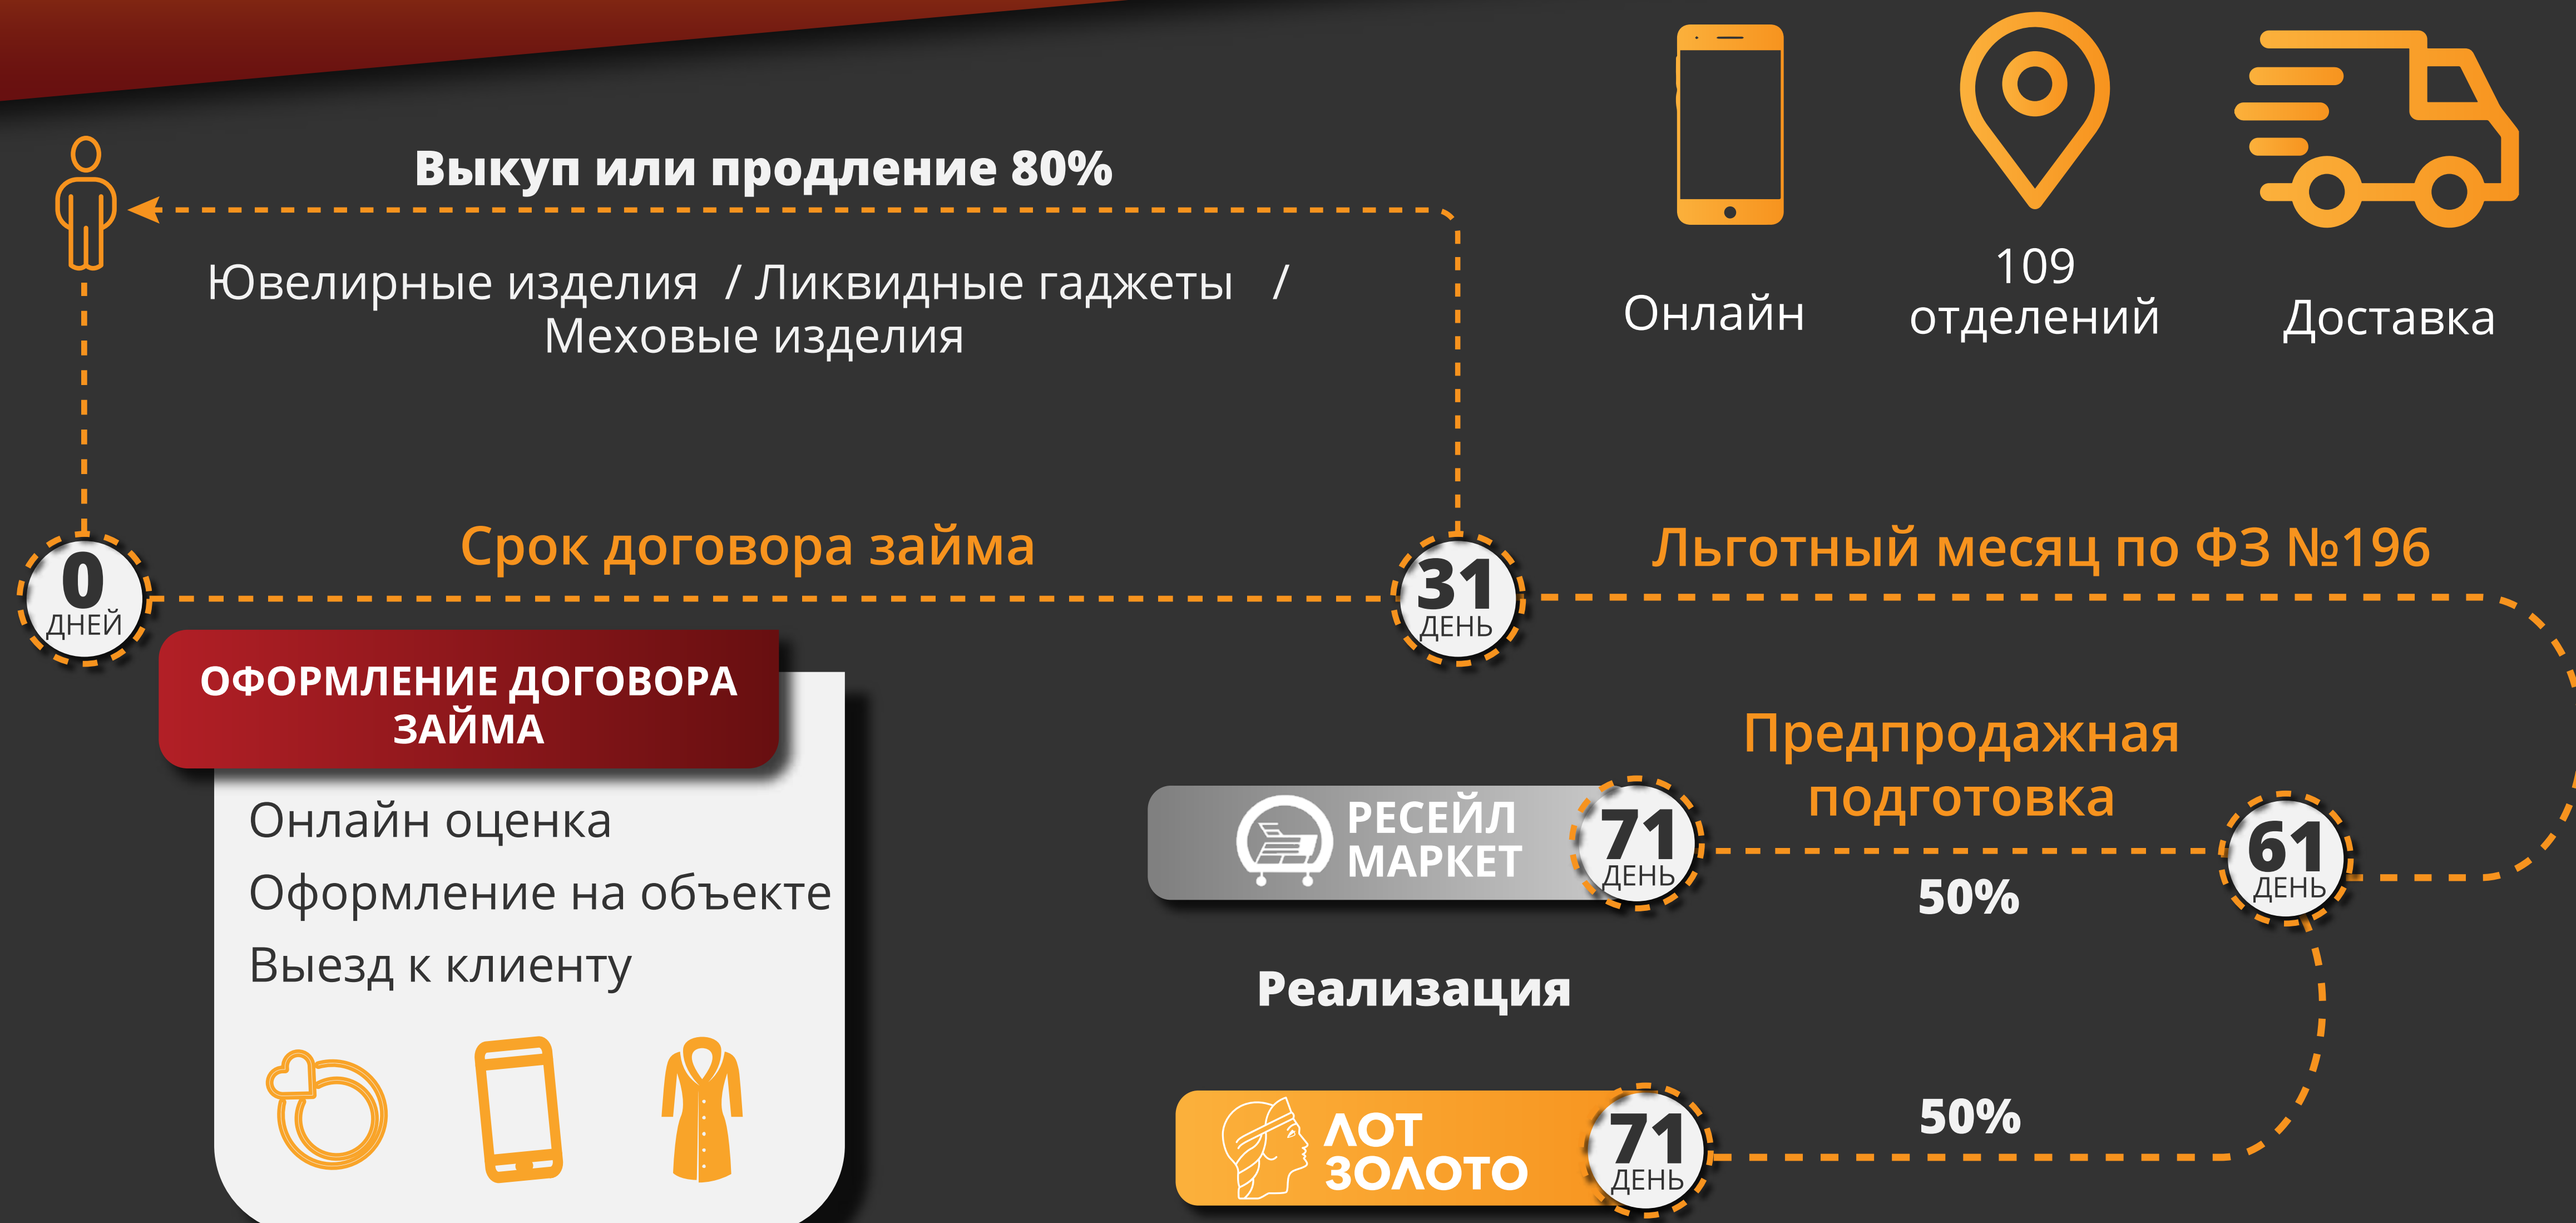 Выкуп или продление 80%
Ювелирные изделия / Ликвидные гаджеты /
Меховые изделия
Онлайн
109
отделений
Доставка
0
ДНЕЙ
Срок договора займа
31
ДЕНЬ
Льготный месяц по ФЗ №196
ОФОРМЛЕНИЕ ДОГОВОРА
ЗАЙМА
Онлайн оценка
Оформление на объекте
Выезд к клиенту
Предпродажная
подготовка
РЕСЕЙЛ
МАРКЕТ
71
ДЕНЬ
50%
61
ДЕНЬ
Реализация
ЛОТ
ЗОЛОТО
71
ДЕНЬ
50%